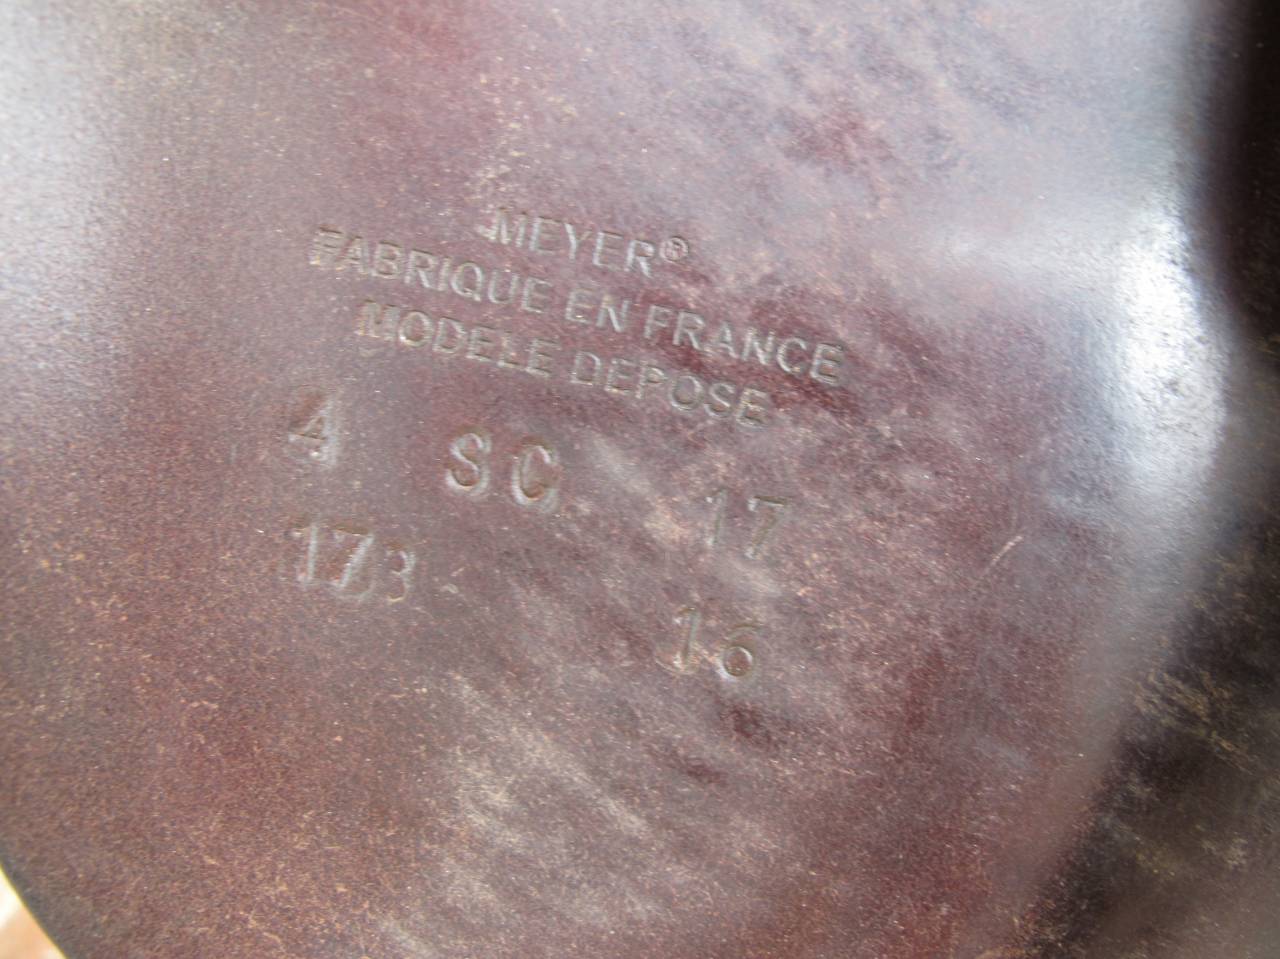 MEYER®
FABRIQUE EN FRANCE
MODELE DEPOSE
4 SC 17
173 16